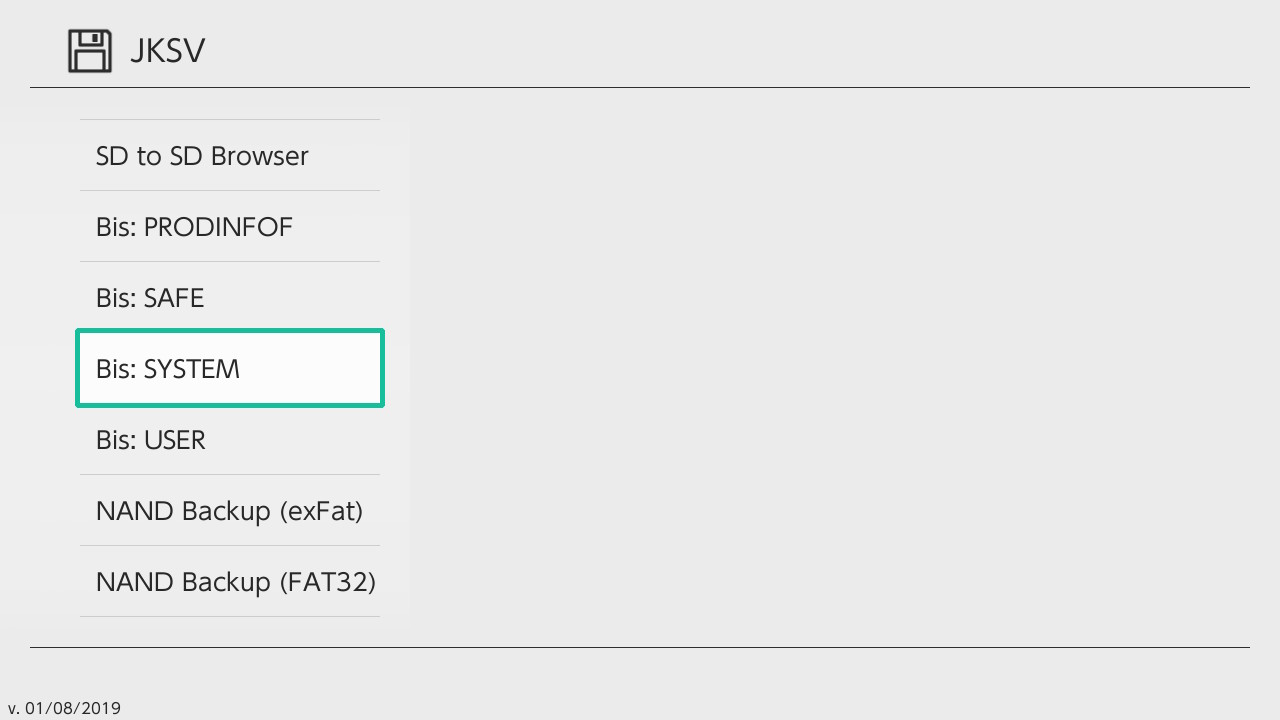 JKSV
SD to SD Browser
Bis: PRODINFOF
Bis: SAFE
Bis: SYSTEM
Bis: USER
NAND Backup (exFat)
NAND Backup (FAT32)
v. 01/08/2019